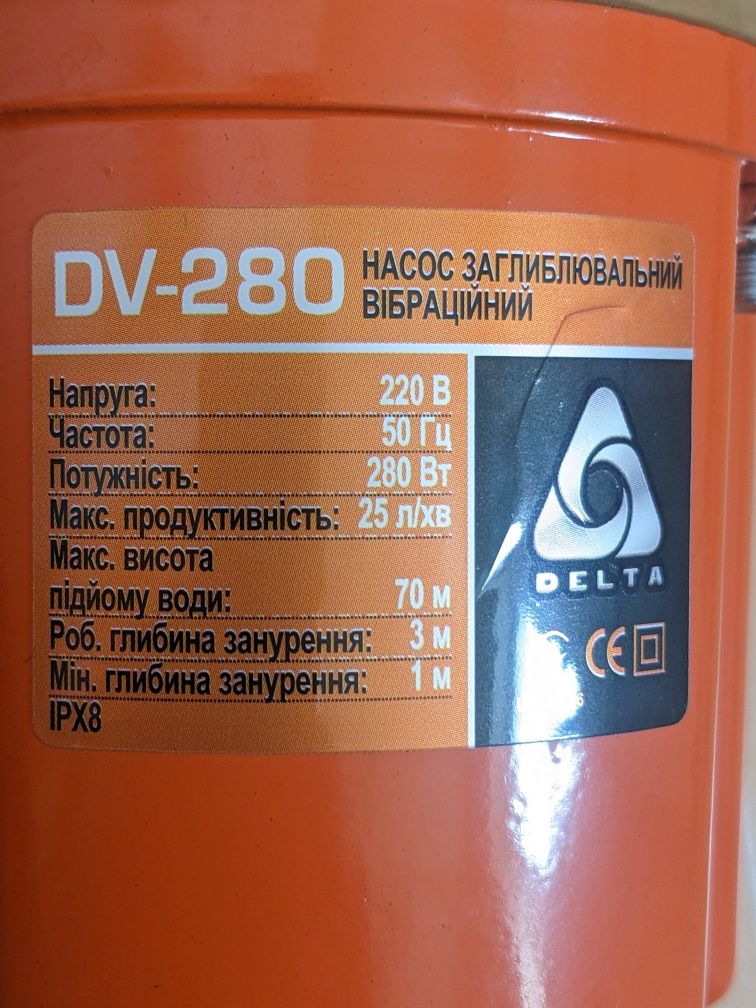 DV-280
НАСОС ЗАГЛИБЛЮВАЛЬНИЙ
ВІБРАЦІЙНИЙ
Напруга: 220 В
Частота: 50 Гц
Потужність: 280 Вт
Макс. продуктивність: 25 л/хв
Макс. висота
підйому води: 70 м
Роб. глибина занурення: 3 м
Мін. глибина занурення: 1 м
IPX8
DELTA
CE